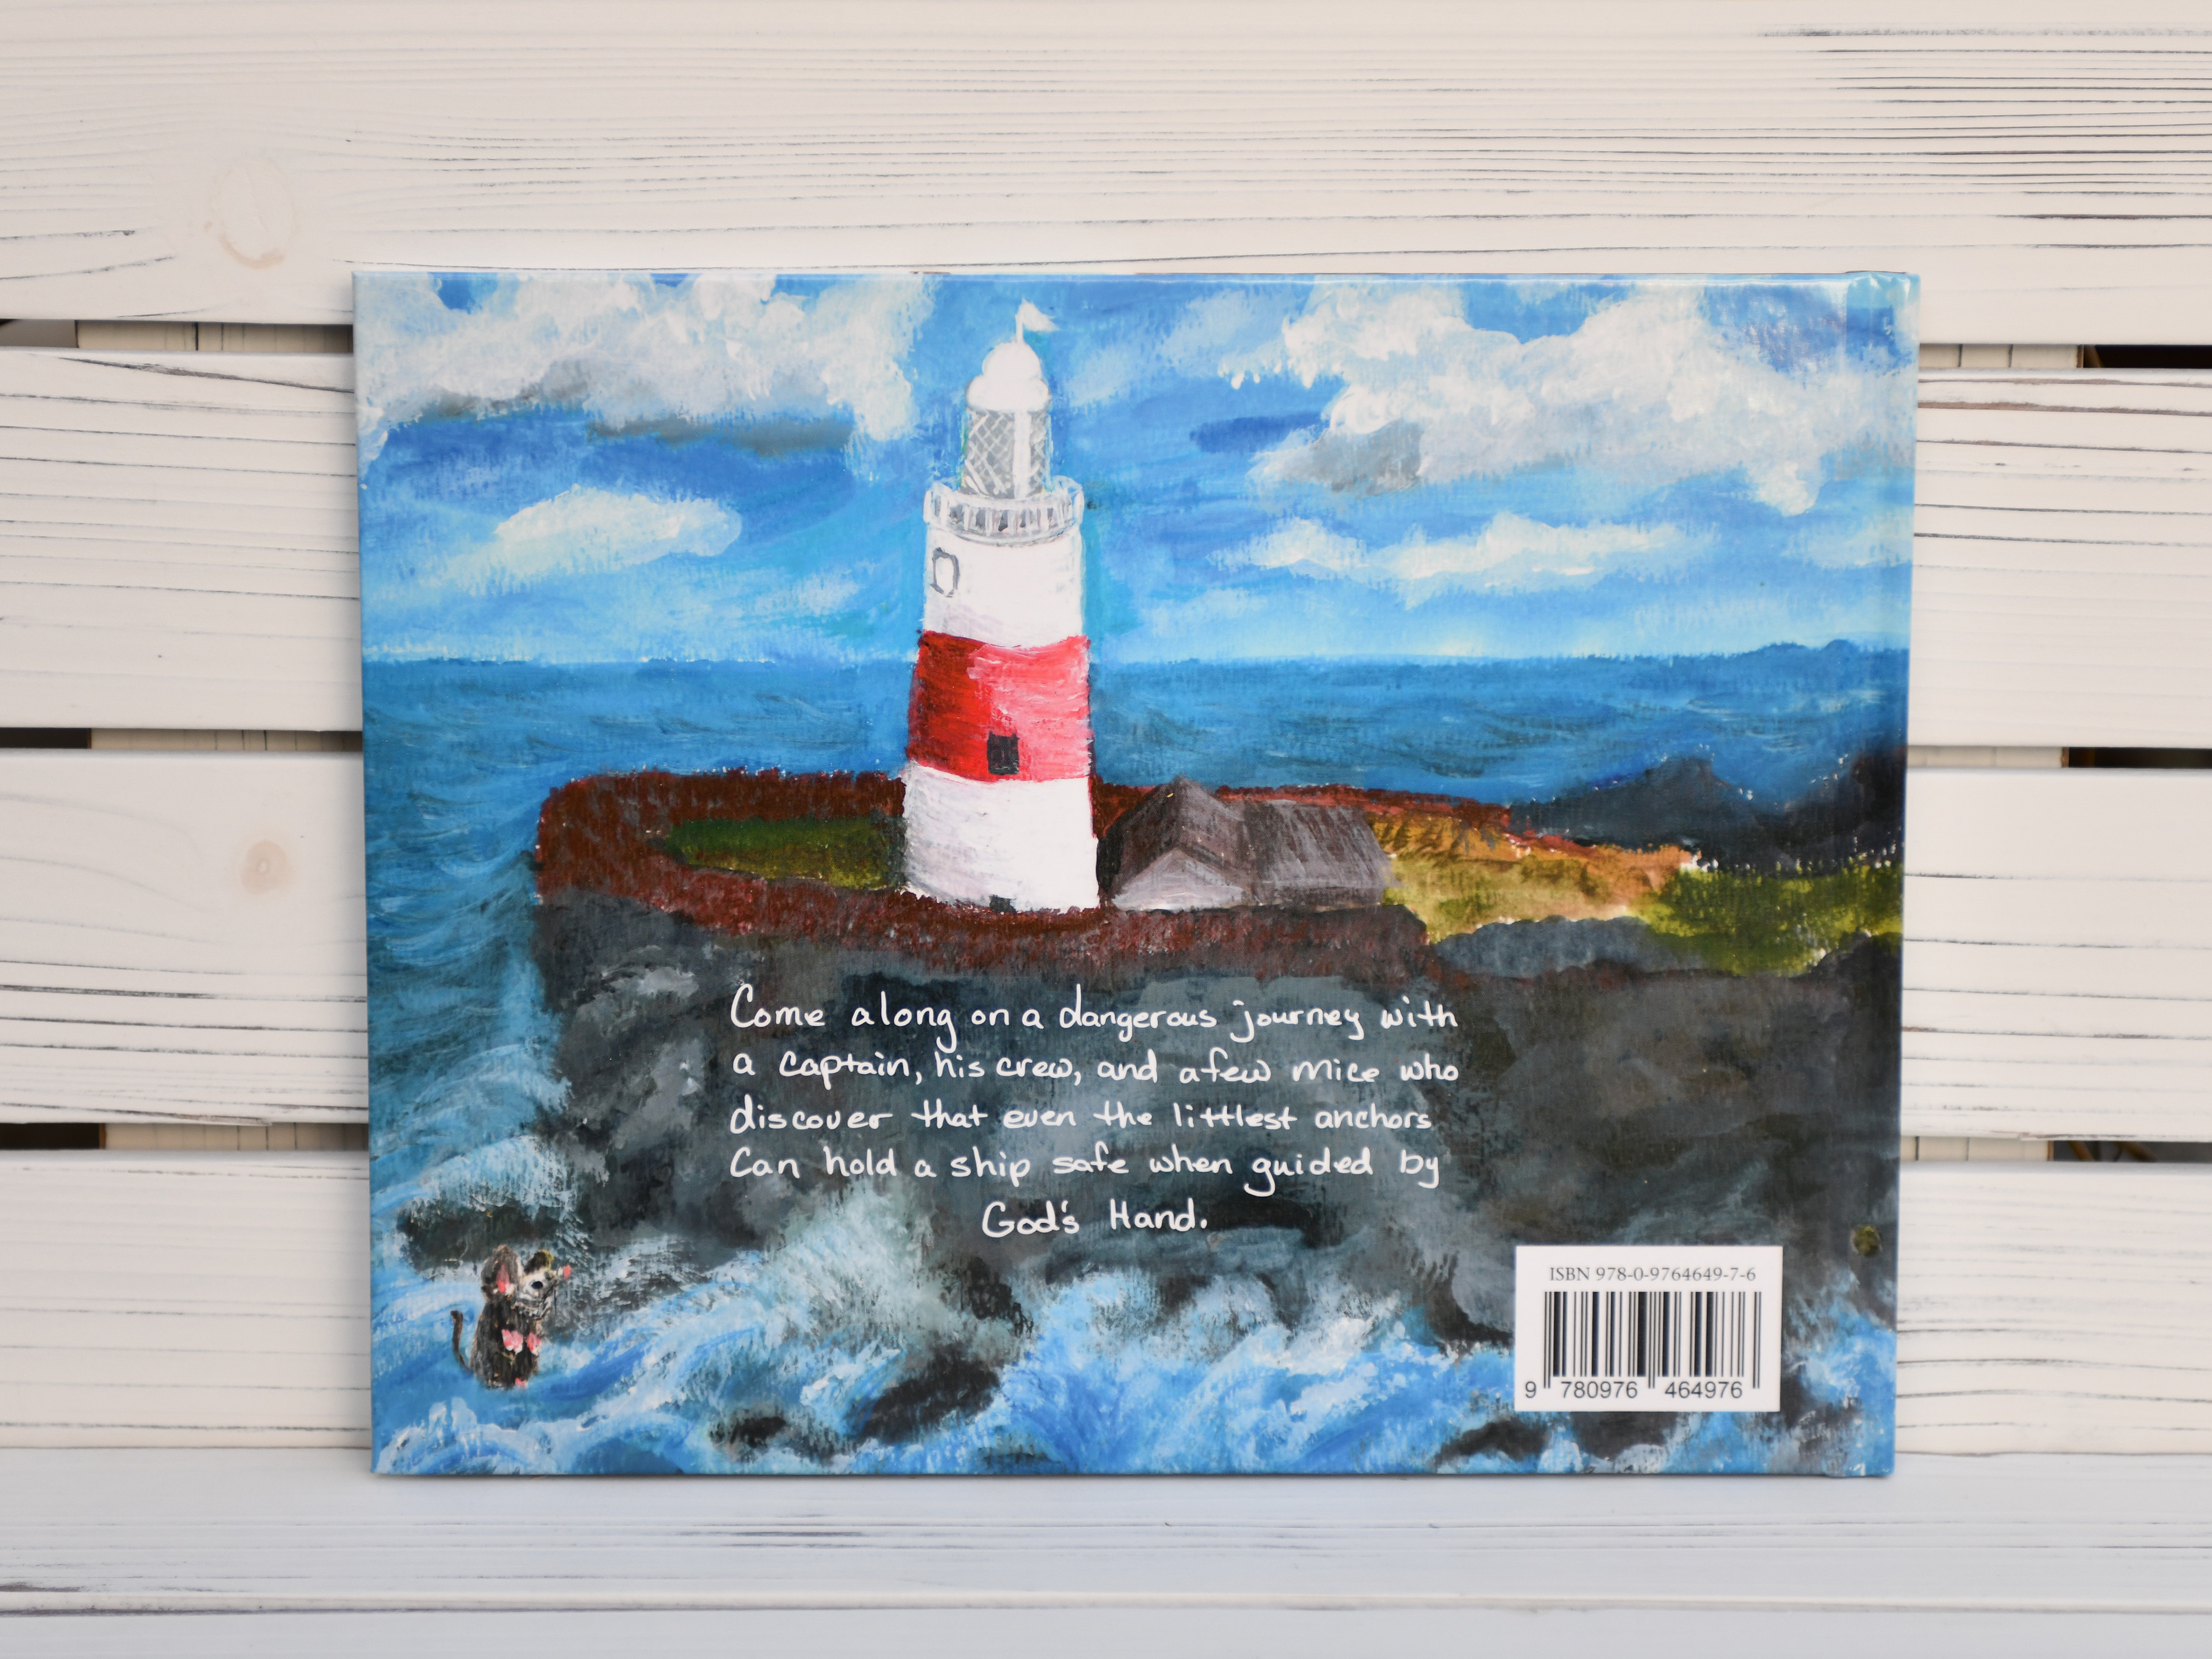 Come along on a dangerous journey with
a captain, his crew, and a few mice who
discover that even the littlest anchors
Can hold a ship safe when guided by
God's Hand.
ISBN 978-0-9764649-7-6
9 780976 464976